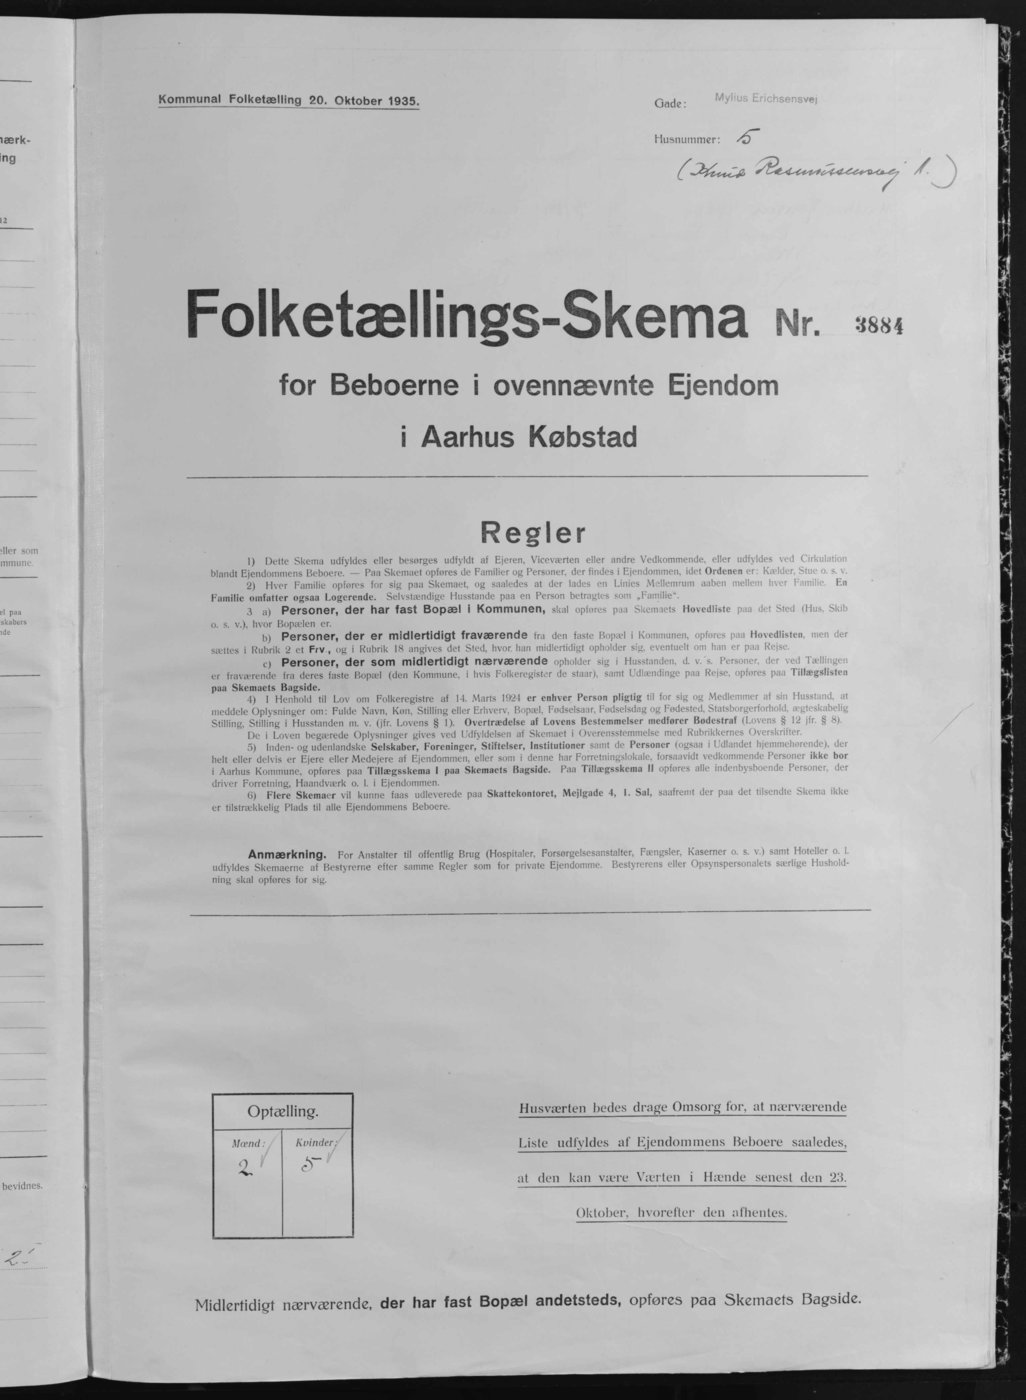 Kommunal Folketælling 20. Oktober 1935.
Gade: Mylius Erichsensvej
Husnummer: 5
(Knud Rasmussensvej 1.)
Folketællings-Skema Nr. 3884
for Beboerne i ovennævnte Ejendom
i Aarhus Købstad
Regler
1) Dette Skema udfyldes eller besørges udfyldt af Ejeren, Viceværten eller andre Vedkommende, eller udfyldes ved Cirkulation
blandt Ejendommens Beboere. — Paa Skemaet opføres de Familier og Personer, der findes i Ejendommen, idet Ordenen er: Kælder, Stue o. s. v.
2) Hver Familie opføres for sig paa Skemaet, og saaledes at der lades en Linies Mellemrum aaben mellem hver Familie. En
Familie omfatter ogsaa Logerende. Selvstændige Husstande paa en Person betragtes som „Familie“.
3 a) Personer, der har fast Bopæl i Kommunen, skal opføres paa Skemaets Hovedliste paa det Sted (Hus, Skib
o. s. v.), hvor Bopælen er.
b) Personer, der er midlertidigt fraværende fra den faste Bopæl i Kommunen, opføres paa Hovedlisten, men der
sættes i Rubrik 2 et Frv., og i Rubrik 18 angives det Sted, hvor han midlertidigt opholder sig, eventuelt om han er paa Rejse.
c) Personer, der som midlertidigt nærværende opholder sig i Husstanden, d. v. s. Personer, der ved Tællingen
er fraværende fra deres faste Bopæl (den Kommune, i hvis Folkeregister de staar), samt Udlændinge paa Rejse, opføres paa Tillægslisten
paa Skemaets Bagside.
4) I Henhold til Lov om Folkeregistre af 14. Marts 1924 er enhver Person pligtig til for sig og Medlemmer af sin Husstand, at
meddele Oplysninger om: Fulde Navn, Køn, Stilling eller Erhverv, Bopæl, Fødselsaar, Fødselsdag og Fødested, Statsborgerforhold, ægteskabelig
Stilling, Stilling i Husstanden m. v. (jfr. Lovens § 1). Overtrædelse af Lovens Bestemmelser medfører Bødestraf (Lovens § 12 jfr. § 8).
De i Loven begærede Oplysninger gives ved Udfyldelsen af Skemaet i Overensstemmelse med Rubrikkernes Overskrifter.
5) Inden- og udenlandske Selskaber, Foreninger, Stiftelser, Institutioner samt de Personer (ogsaa i Udlandet hjemmehørende), der
helt eller delvis er Ejere eller Medejere af Ejendommen, eller som i denne har Forretningslokale, forsaavidt vedkommende Personer ikke bor
i Aarhus Kommune, opføres paa Tillægsskema I paa Skemaets Bagside. Paa Tillægsskema II opføres alle indenbysboende Personer, der
driver Forretning, Haandværk o. l. i Ejendommen.
6) Flere Skemaer vil kunne faas udleverede paa Skattekontoret, Mejlgade 4, 1. Sal, saafremt der paa det tilsendte Skema ikke
er tilstrækkelig Plads til alle Ejendommens Beboere.
Anmærkning. For Anstalter til offentlig Brug (Hospitaler, Forsørgelsesanstalter, Fængsler, Kaserner o. s. v.) samt Hoteller o. l.
udfyldes Skemaerne af Bestyrerne efter samme Regler som for private Ejendomme. Bestyrerens eller Opsynspersonalets særlige Hushold-
ning skal opføres for sig.
Optælling.
Mænd: Kvinder:
2 5
Husværten bedes drage Omsorg for, at nærværende
Liste udfyldes af Ejendommens Beboere saaledes,
at den kan være Værten i Hænde senest den 23.
Oktober, hvorefter den afhentes.
Midlertidigt nærværende, der har fast Bopæl andetsteds, opføres paa Skemaets Bagside.